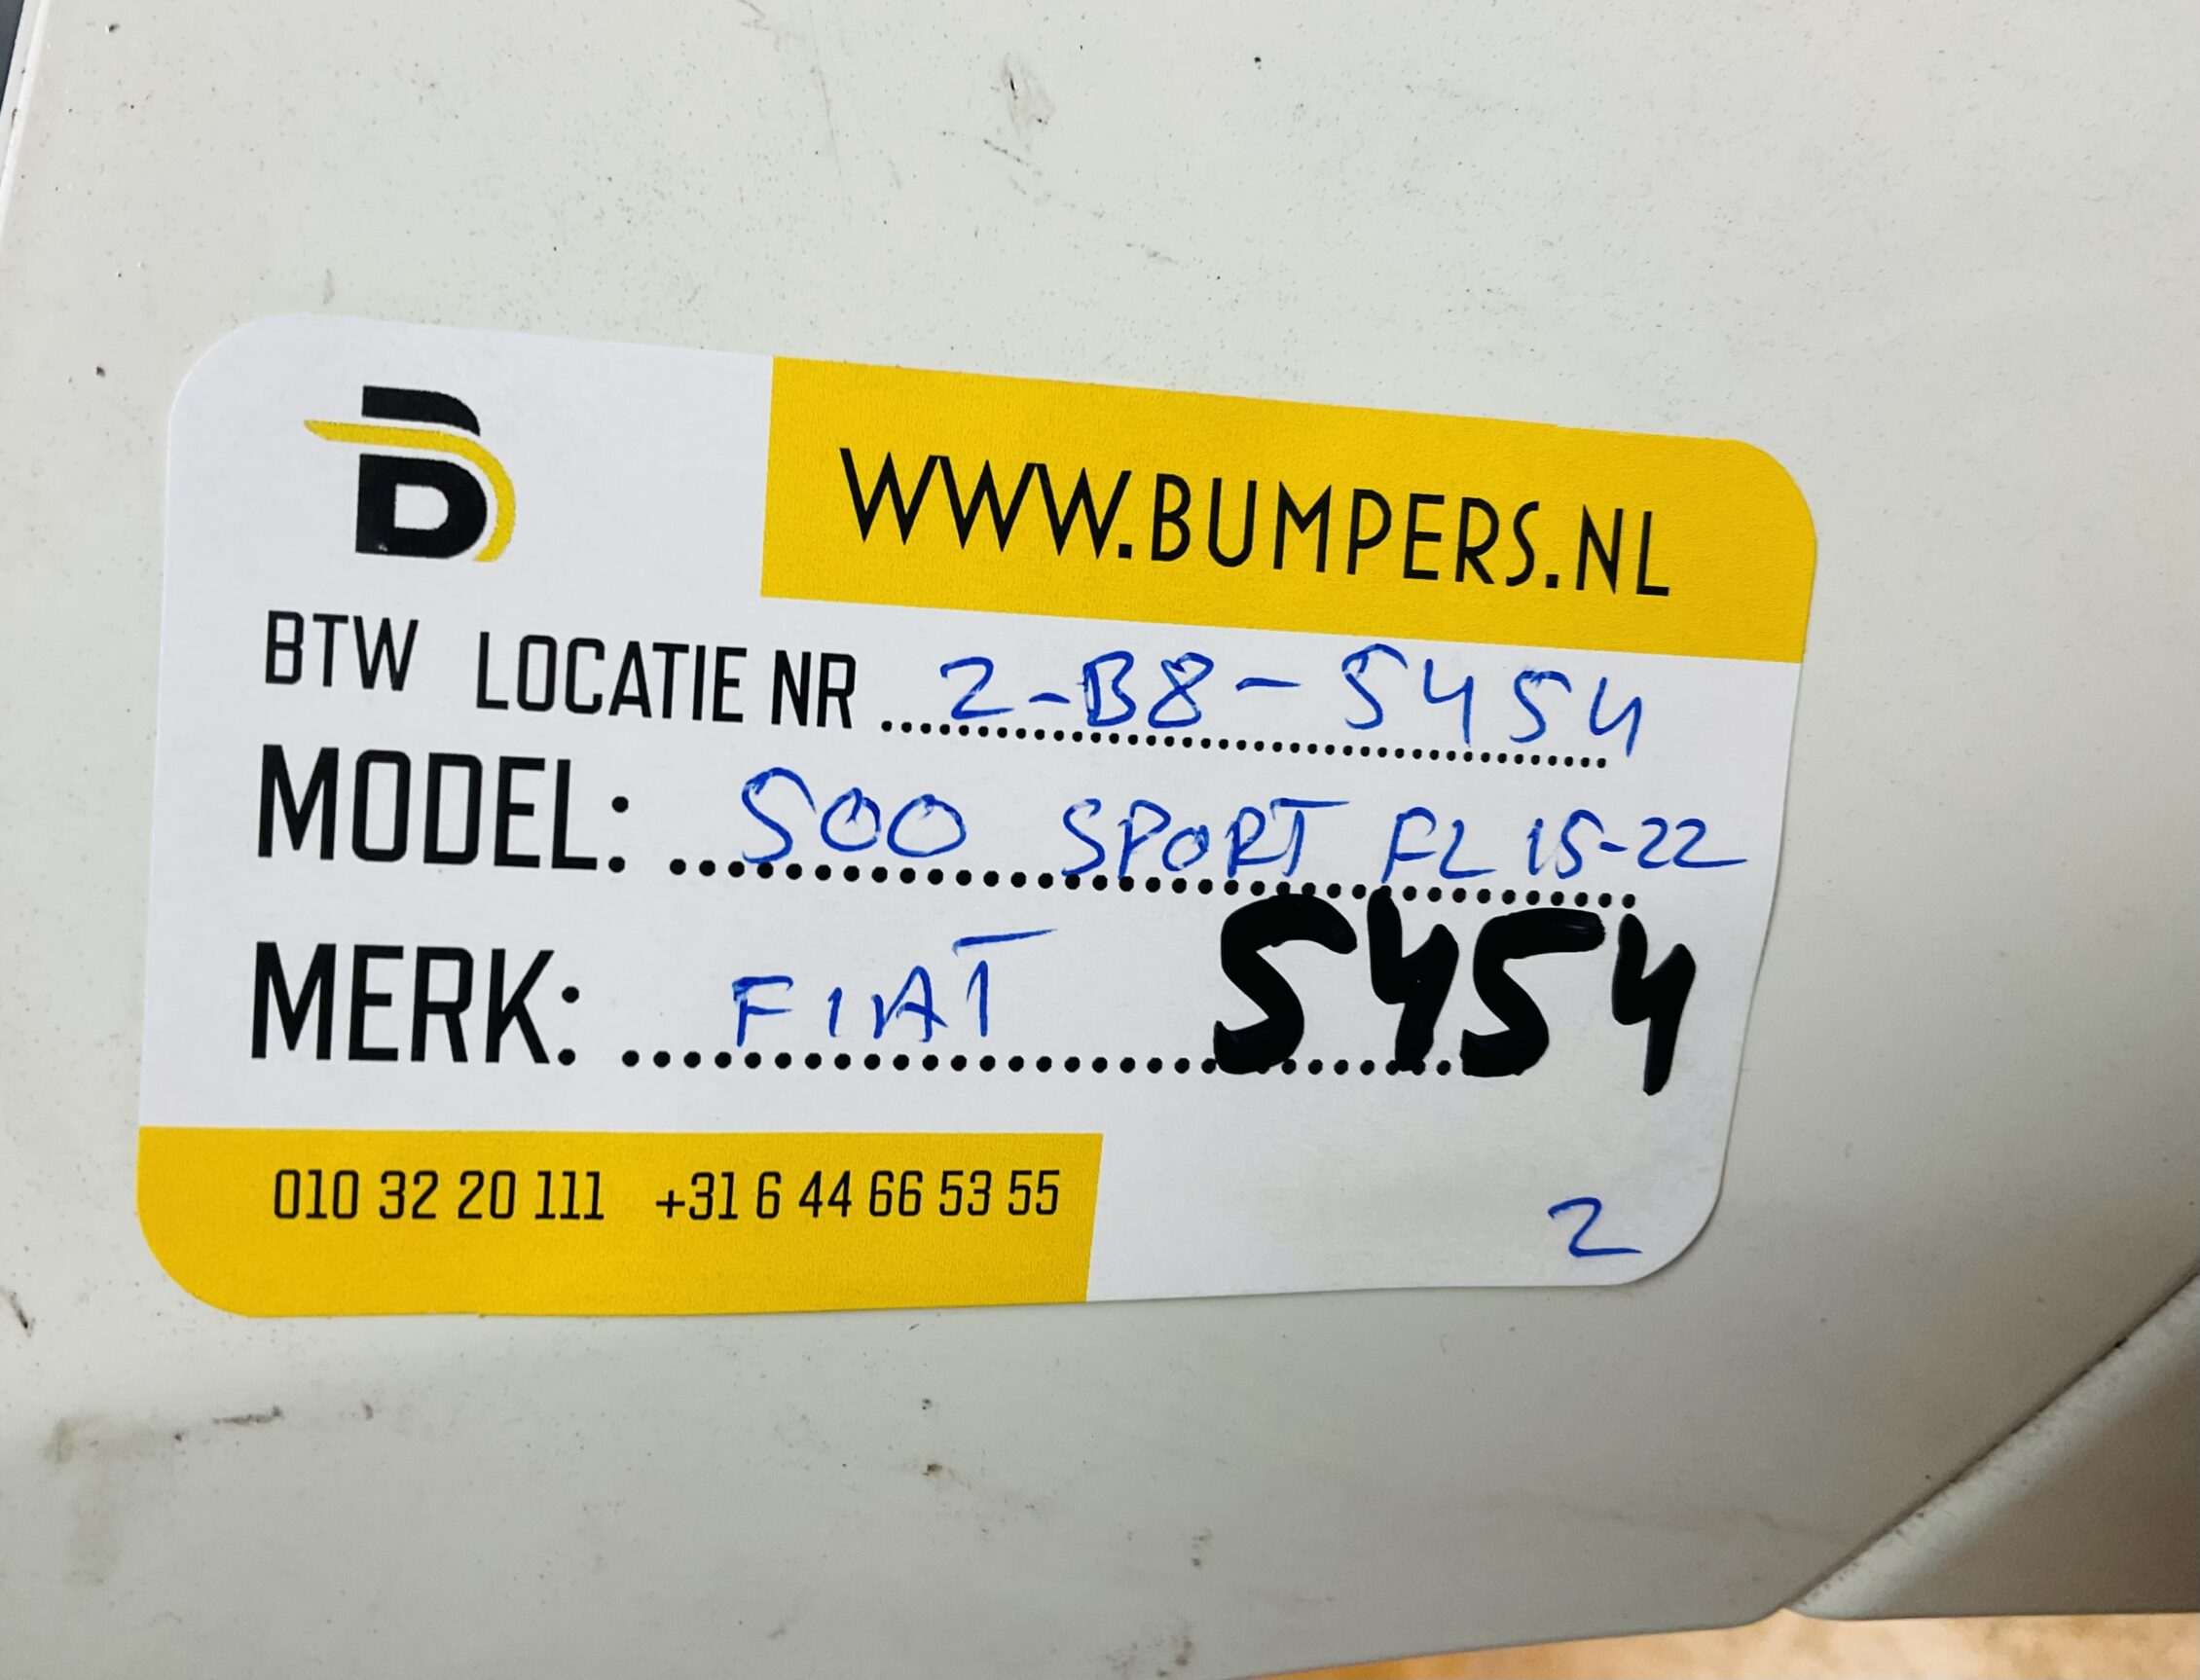 B
WWW.BUMPERS.NL
BTW LOCATIE NR 2-B8-5454
MODEL: 500 SPORT FL 15-22
MERK: FIAT 5454
010 32 20 111 +31 6 44 66 53 55
2